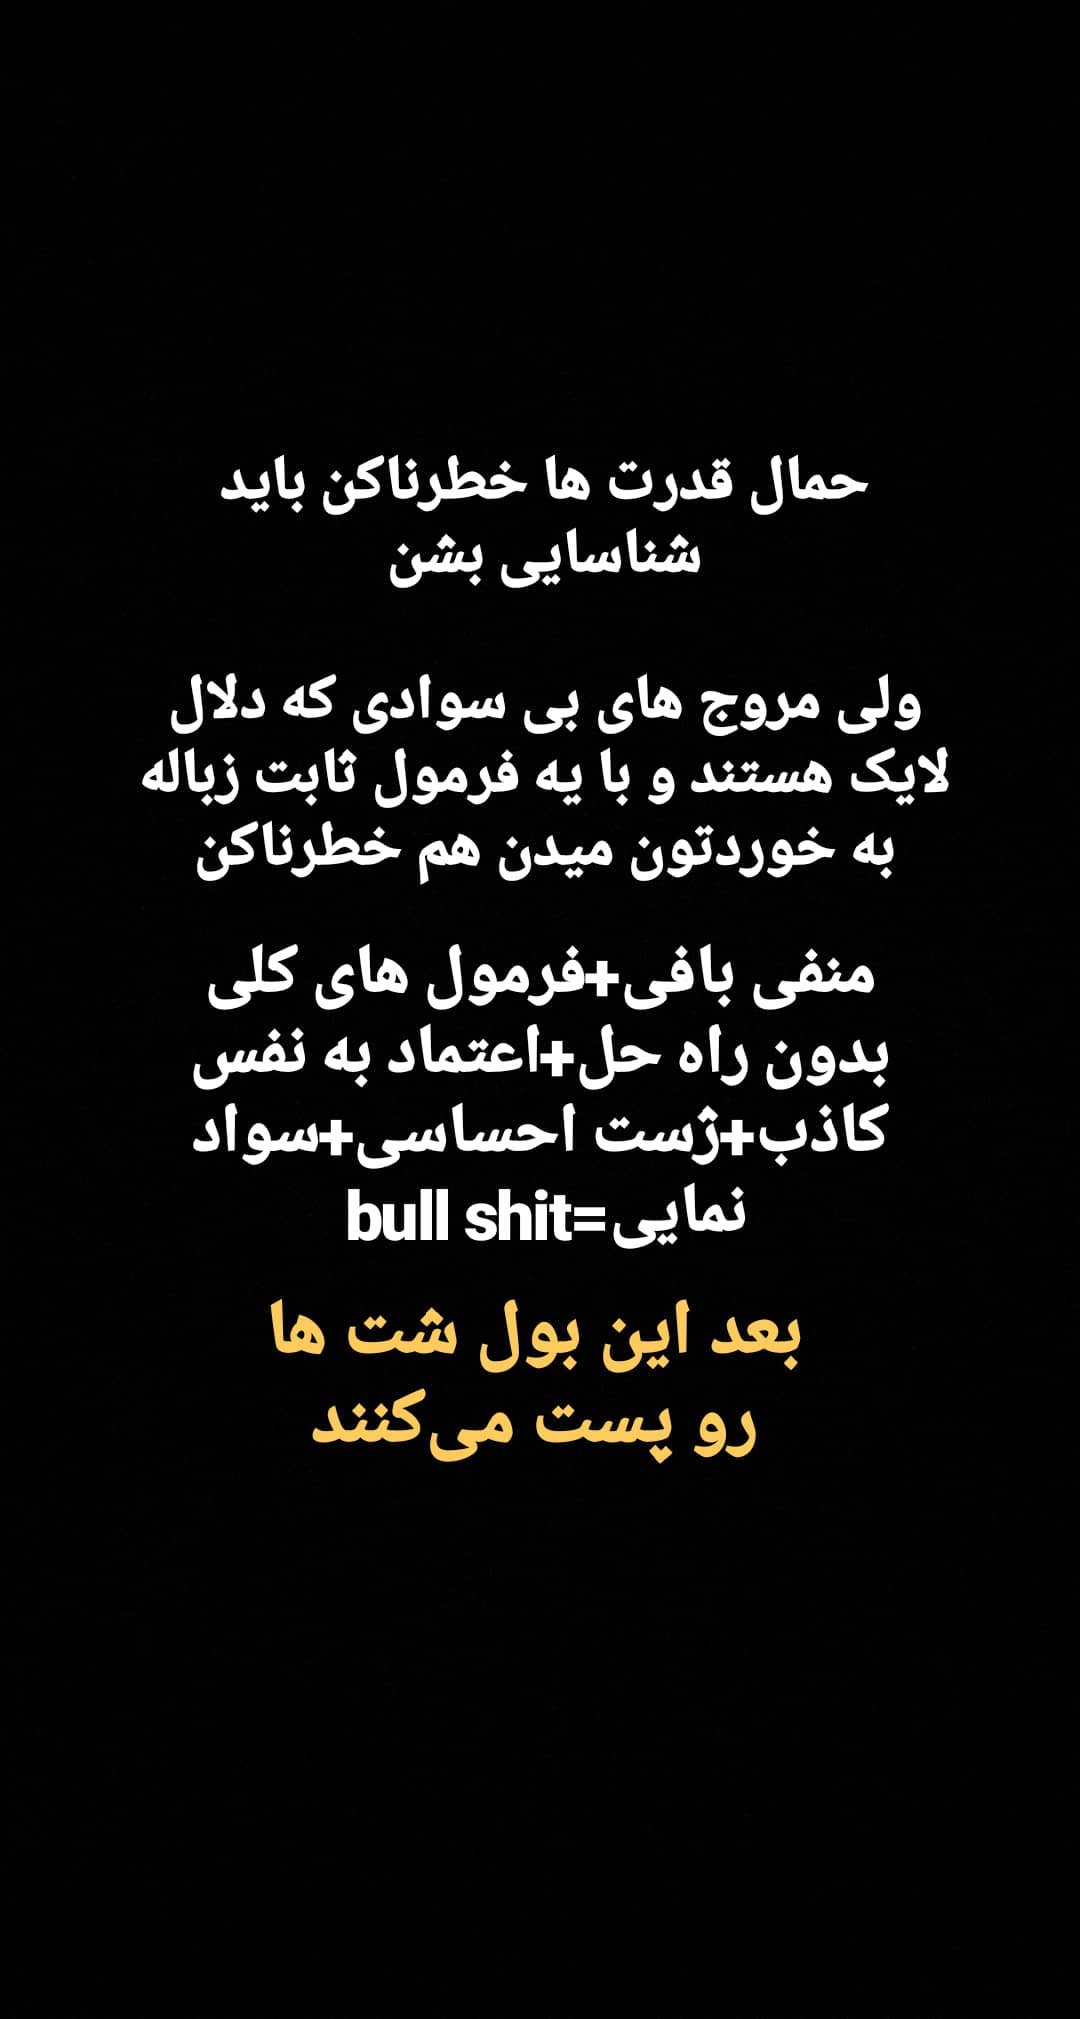 حمال قدرت ها خطرناکن باید
شناسایی بشن
ولی مروج های بی سوادی که دلال
لایک هستند و با یه فرمول ثابت زباله
به خوردتون میدن هم خطرناکن
منفی بافی+فرمول های کلی
بدون راه حل+اعتماد به نفس
کاذب+ژست احساسی+سواد
نمایی=bull shit
بعد این بول شت ها
رو پست می‌کنند